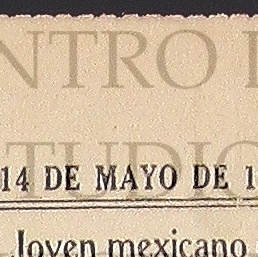 NTRO
TUDIO
14 DE MAYO DE 1
Joven mexicano